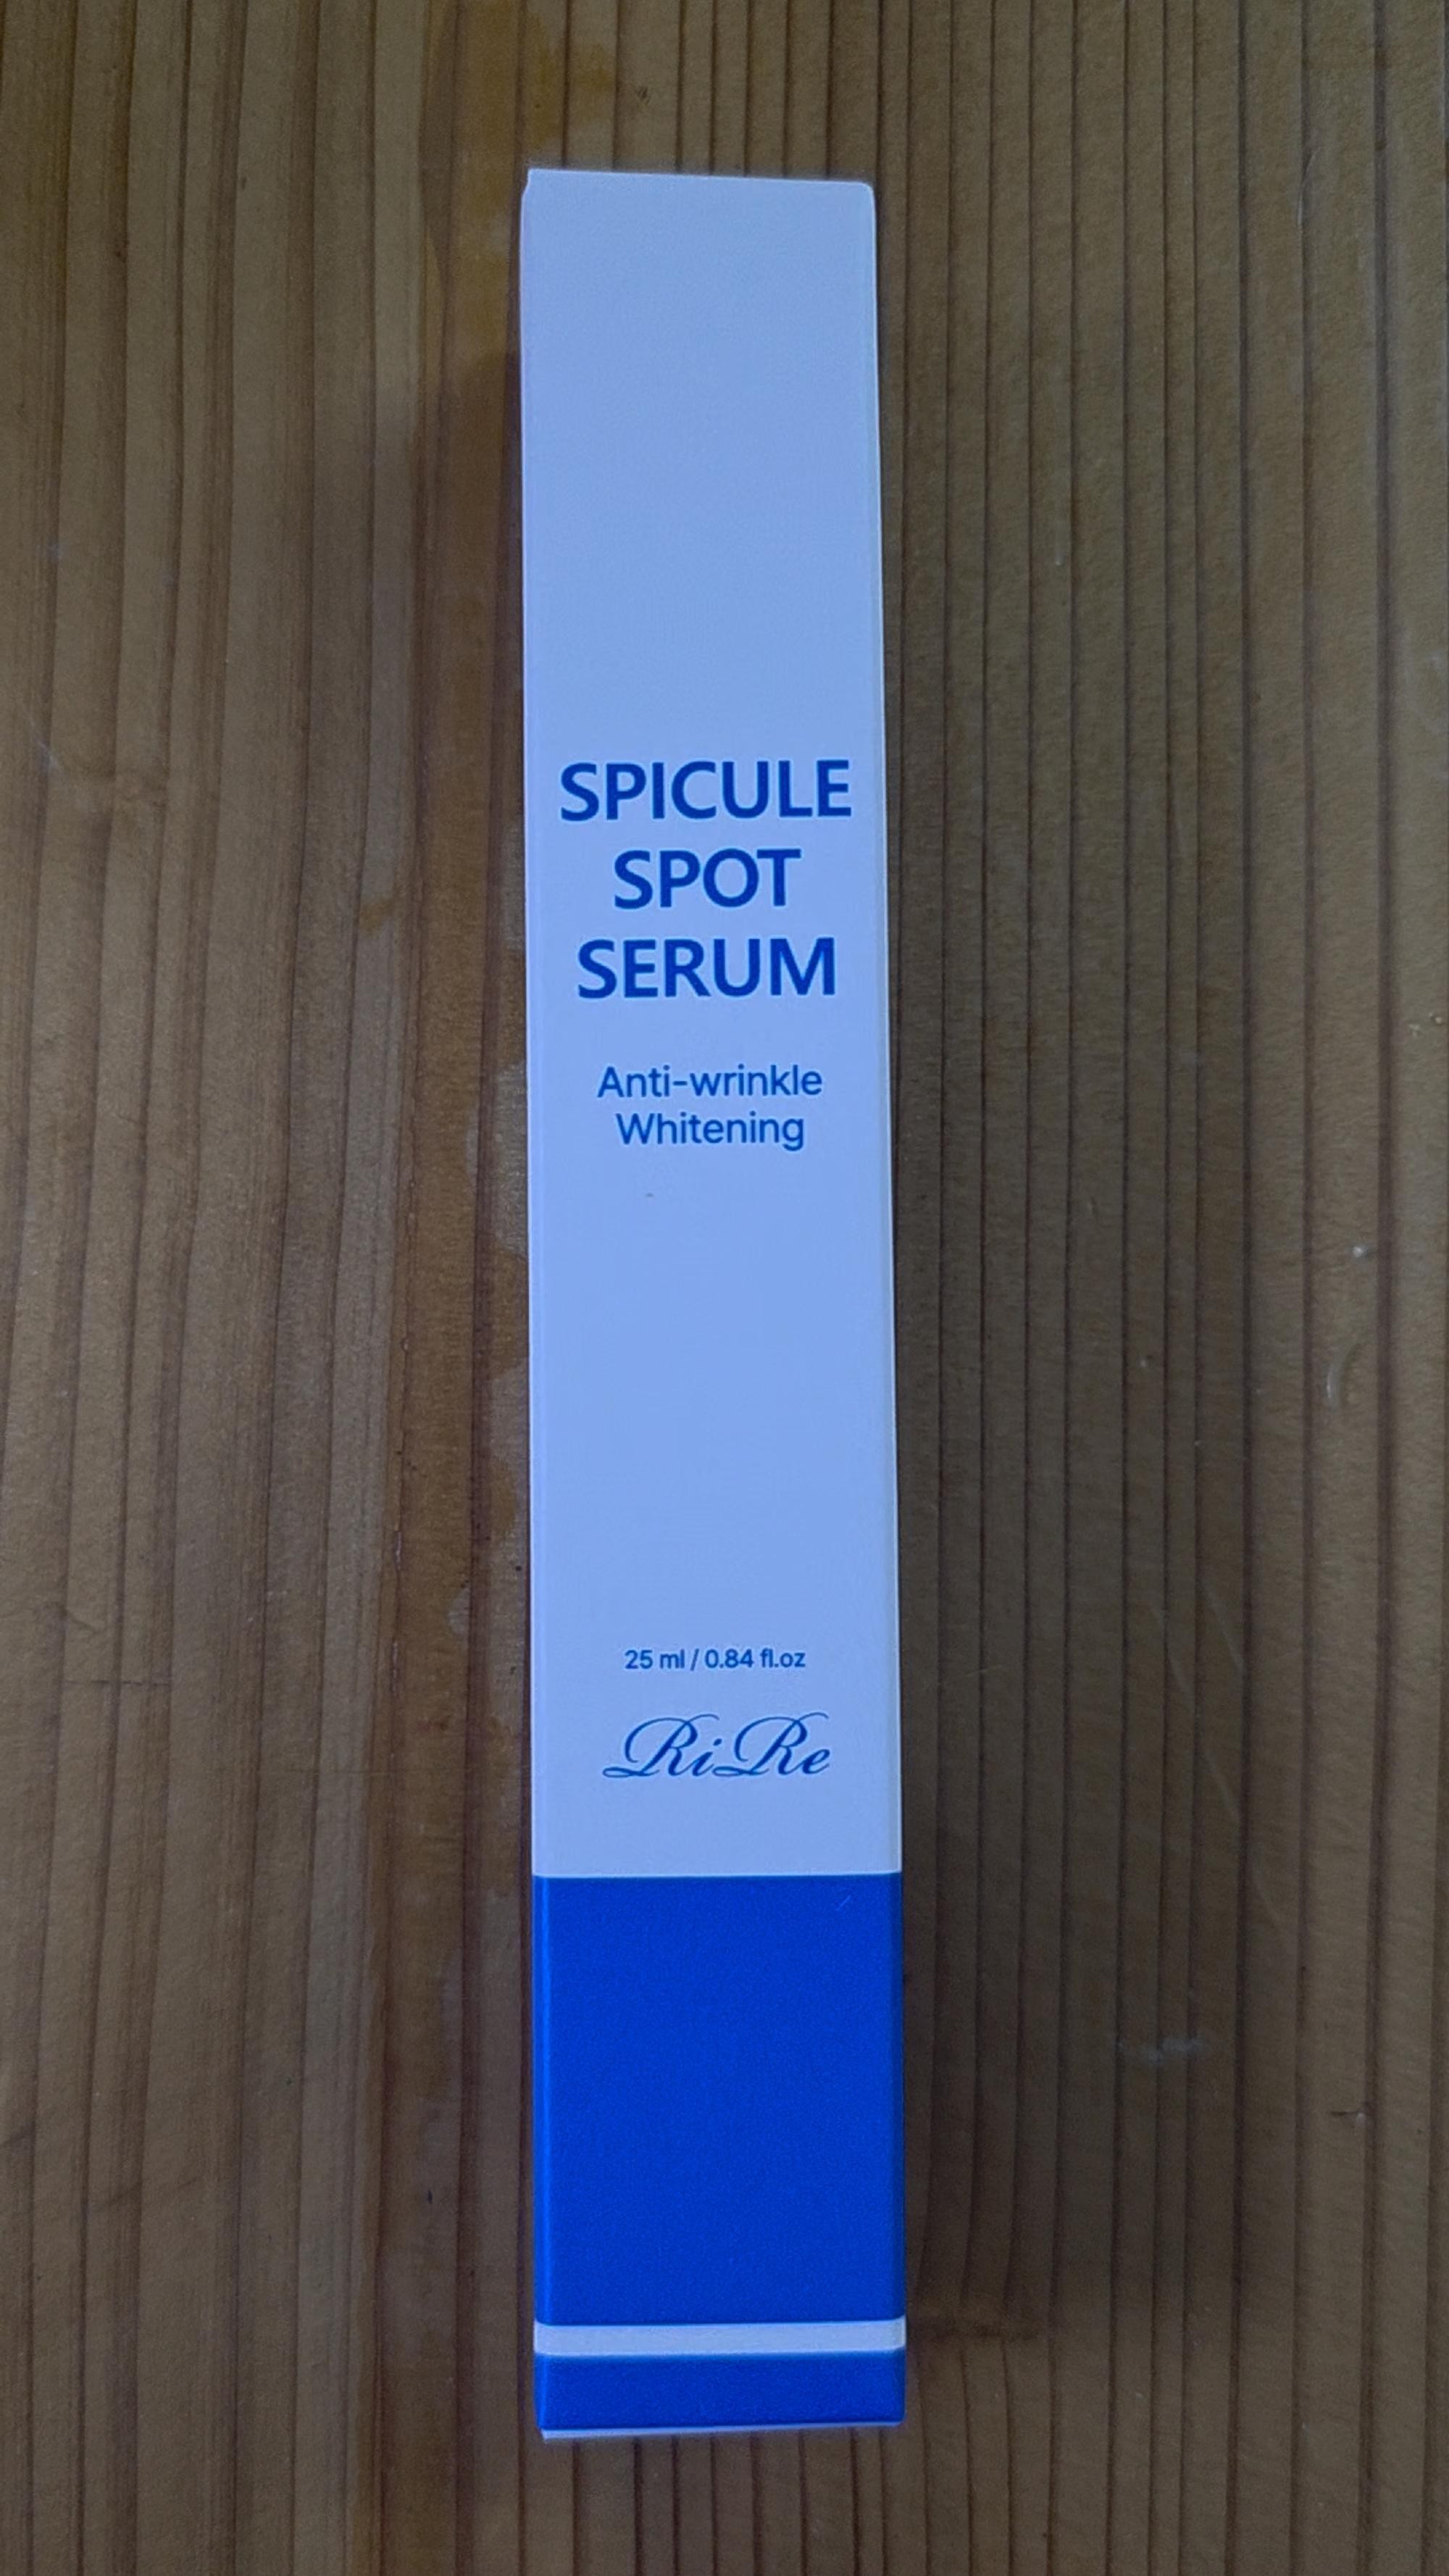 SPICULE
SPOT
SERUM
Anti-wrinkle
Whitening
25 ml / 0.84 fl.oz
RiRe